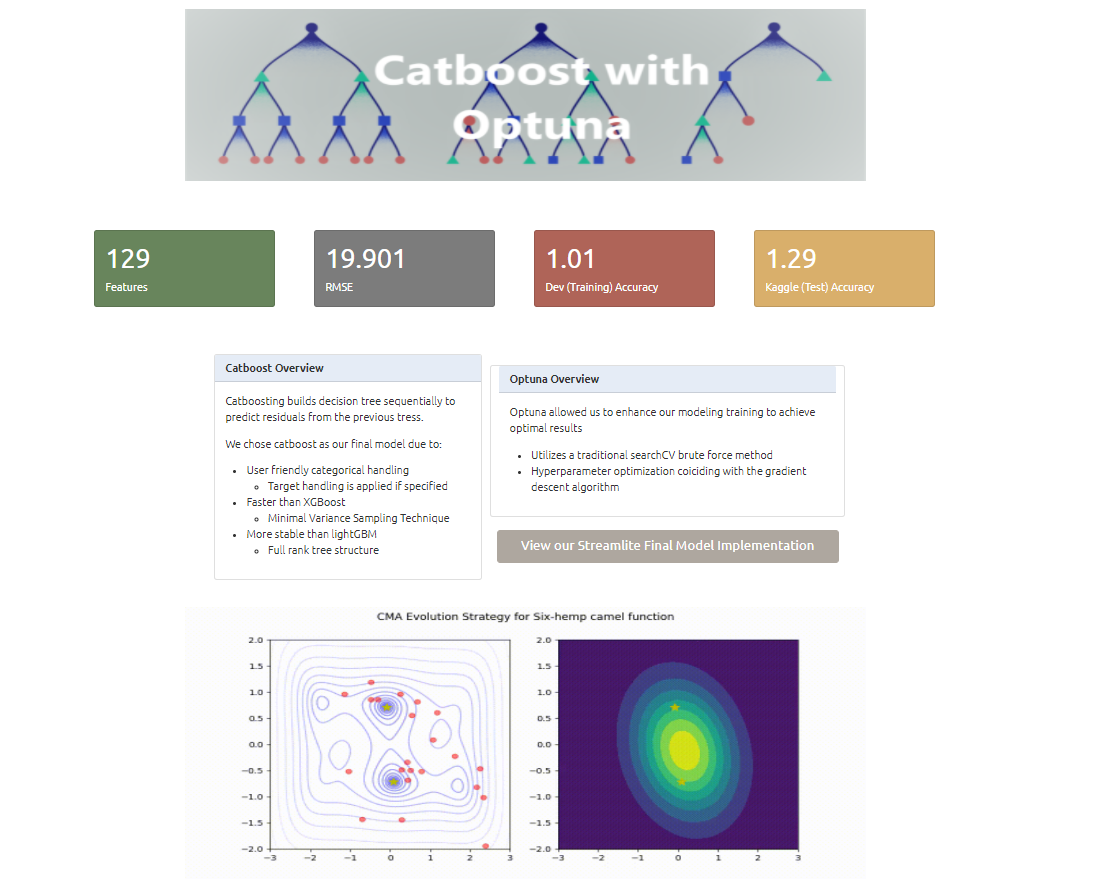 Catboost with
Optuna
129
Features
19.901
RMSE
1.01
Dev (Training) Accuracy
1.29
Kaggle (Test) Accuracy
Catboost Overview
Catboosting builds decision tree sequentially to
predict residuals from the previous tress.
We chose catboost as our final model due to:
User friendly categorical handling
Target handling is applied if specified
Faster than XGBoost
Minimal Variance Sampling Technique
More stable than lightGBM
Full rank tree structure
Optuna Overview
Optuna allowed us to enhance our modeling training to achieve
optimal results
Utilizes a traditional searchCV brute force method
Hyperparameter optimization coiciding with the gradient
descent algorithm
View our Streamlite Final Model Implementation
CMA Evolution Strategy for Six-hemp camel function
2.0
1.5
1.0
0.5
0.0
−0.5
−1.0
−1.5
−2.0
−3 −2 −1 0 1 2 3
2.0
1.5
1.0
0.5
0.0
−0.5
−1.0
−1.5
−2.0
−3 −2 −1 0 1 2 3